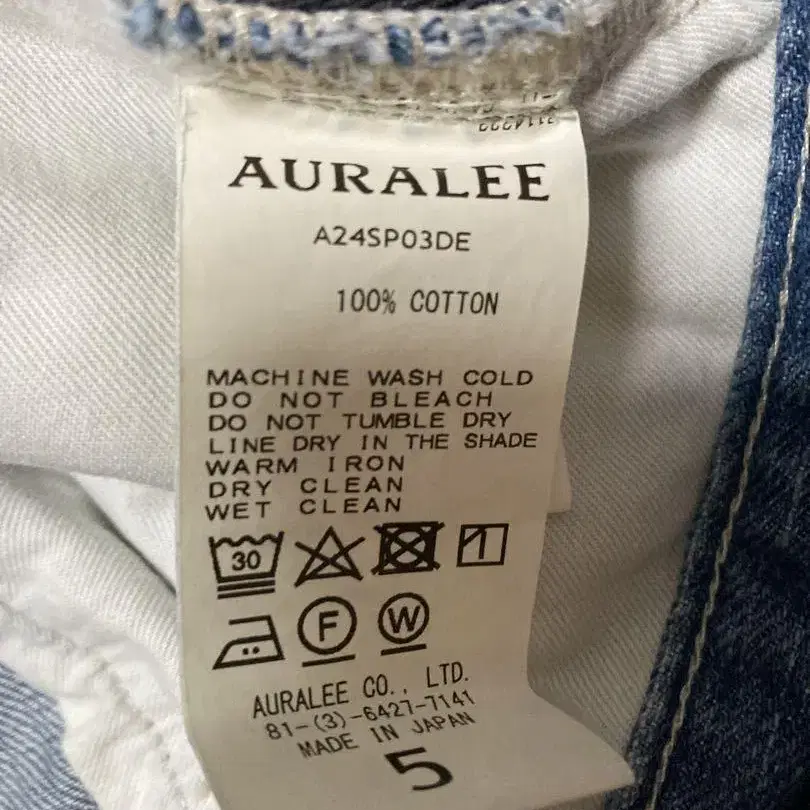 AURALEE
A24SP03DE
100% COTTON
MACHINE WASH COLD
DO NOT BLEACH
DO NOT TUMBLE DRY
LINE DRY IN THE SHADE
WARM IRON
DRY CLEAN
WET CLEAN
30
F W
AURALEE CO., LTD.
81-(3)-6427-7141
MADE IN JAPAN
5